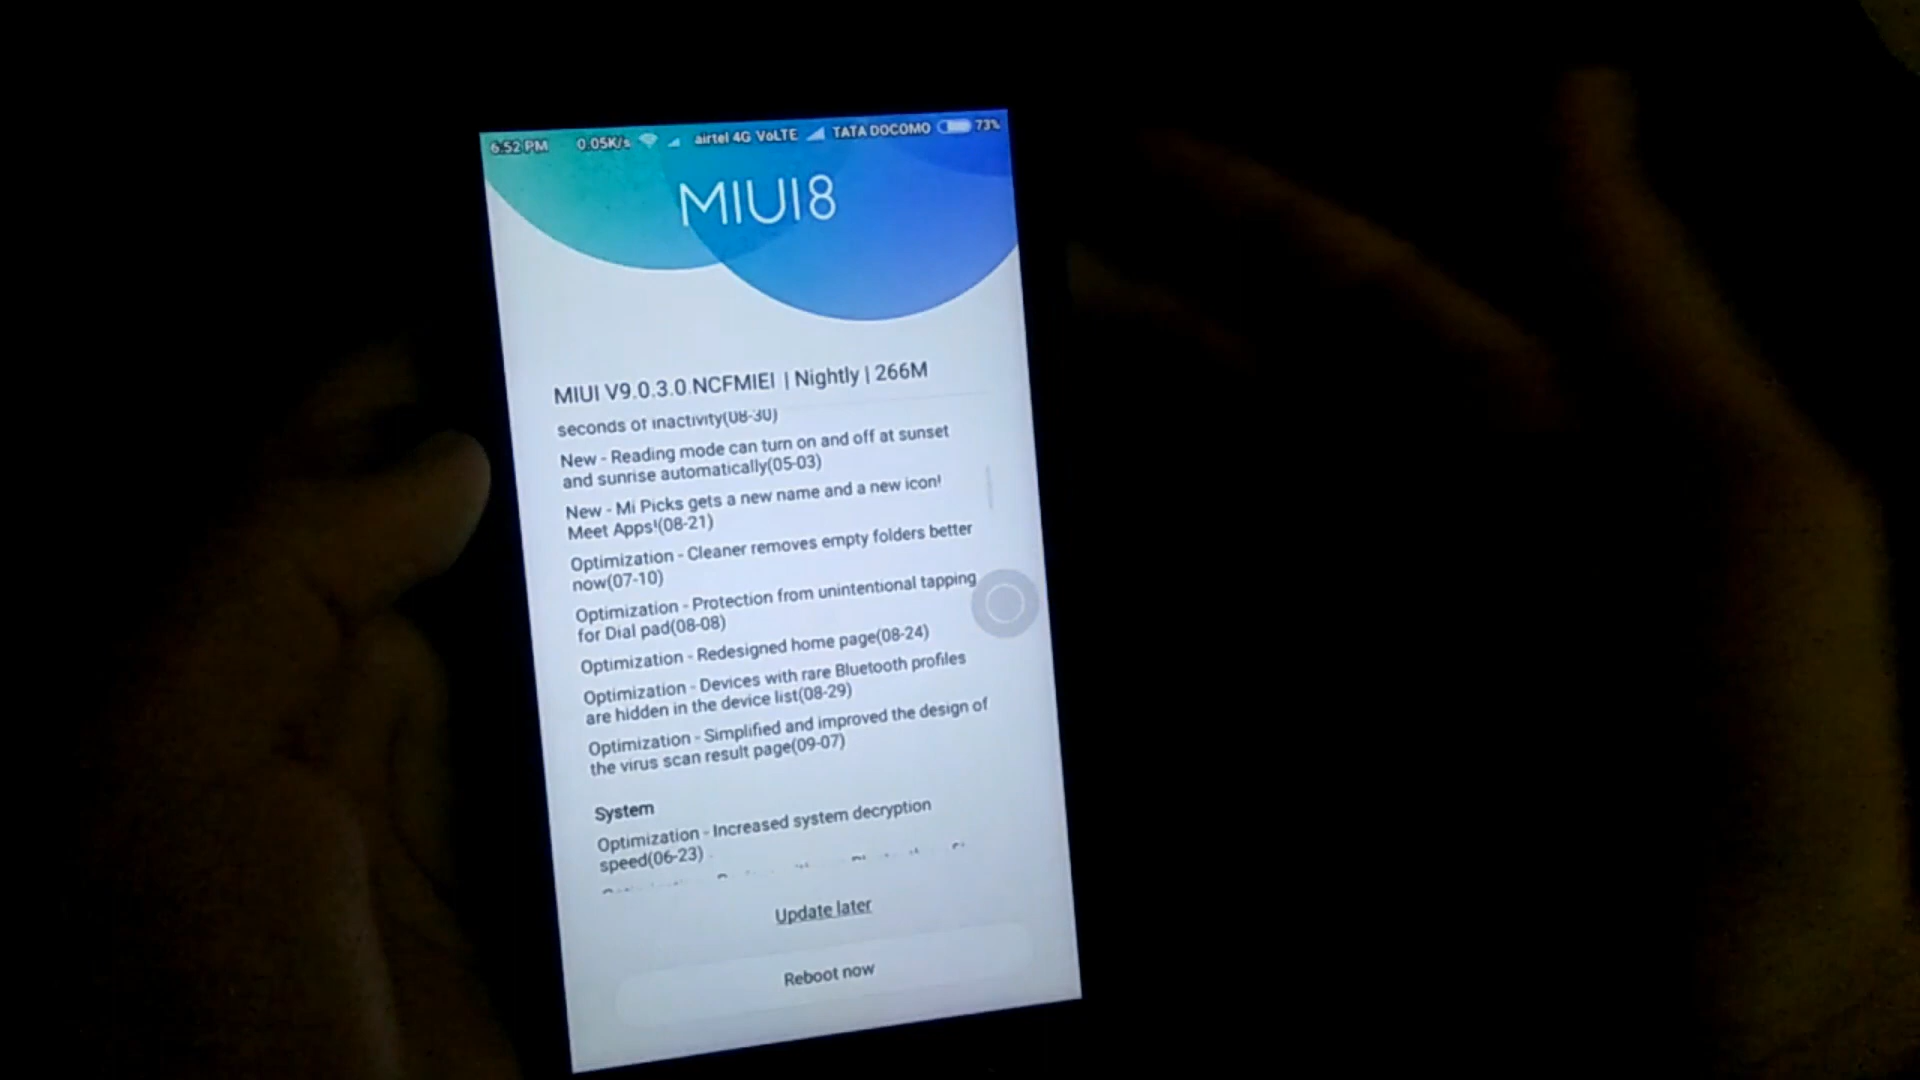 6:52 PM 0.05K/s airtel 4G VoLTE TATA DOCOMO 73%
MIUI8
MIUI V9.0.3.0.NCFMIEI | Nightly | 266M
seconds of inactivity(08-30)
New - Reading mode can turn on and off at sunset
and sunrise automatically(05-03)
New - Mi Picks gets a new name and a new icon!
Meet Apps!(08-21)
Optimization - Cleaner removes empty folders better
now(07-10)
Optimization - Protection from unintentional tapping
for Dial pad(08-08)
Optimization - Redesigned home page(08-24)
Optimization - Devices with rare Bluetooth profiles
are hidden in the device list(08-29)
Optimization - Simplified and improved the design of
the virus scan result page(09-07)
System
Optimization - Increased system decryption
speed(06-23)
Update later
Reboot now